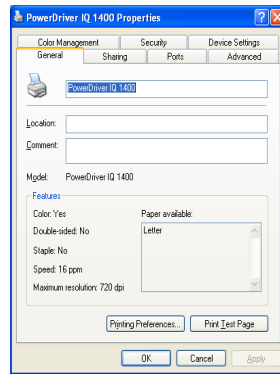 PowerDriver IQ 1400 Properties
Color Management Security Device Settings
General Sharing Ports Advanced
PowerDriver IQ 1400
Location:
Comment:
Model: PowerDriver IQ 1400
Features
Color: Yes Paper available:
Double-sided: No Letter
Staple: No
Speed: 16 ppm
Maximum resolution: 720 dpi
Printing Preferences... Print Test Page
OK Cancel Apply